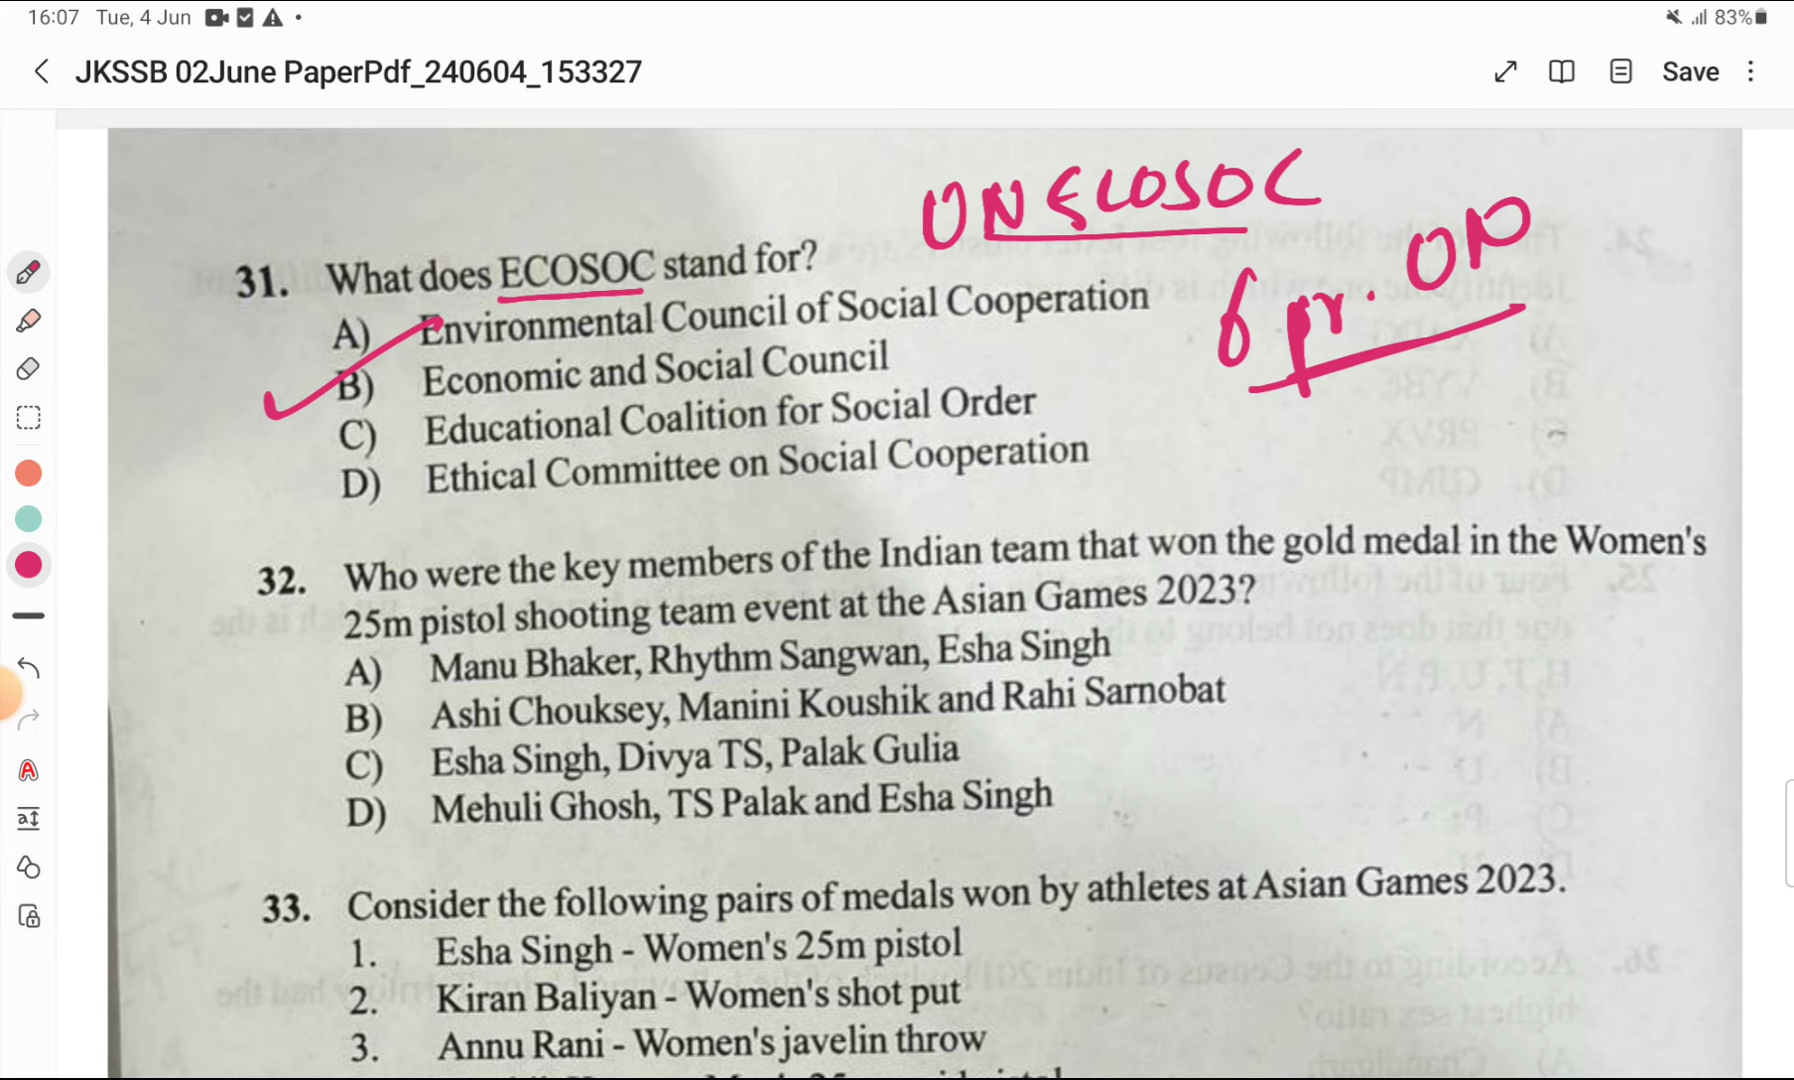 16:07 Tue, 4 Jun
83%
JKSSB 02June PaperPdf_240604_153327
Save
UN ECOSOC
6 pr. OP
31. What does ECOSOC stand for?
A) Environmental Council of Social Cooperation
B) Economic and Social Council
C) Educational Coalition for Social Order
D) Ethical Committee on Social Cooperation
32. Who were the key members of the Indian team that won the gold medal in the Women's
25m pistol shooting team event at the Asian Games 2023?
A) Manu Bhaker, Rhythm Sangwan, Esha Singh
B) Ashi Chouksey, Manini Koushik and Rahi Sarnobat
C) Esha Singh, Divya TS, Palak Gulia
D) Mehuli Ghosh, TS Palak and Esha Singh
33. Consider the following pairs of medals won by athletes at Asian Games 2023.
1. Esha Singh - Women's 25m pistol
2. Kiran Baliyan - Women's shot put
3. Annu Rani - Women's javelin throw